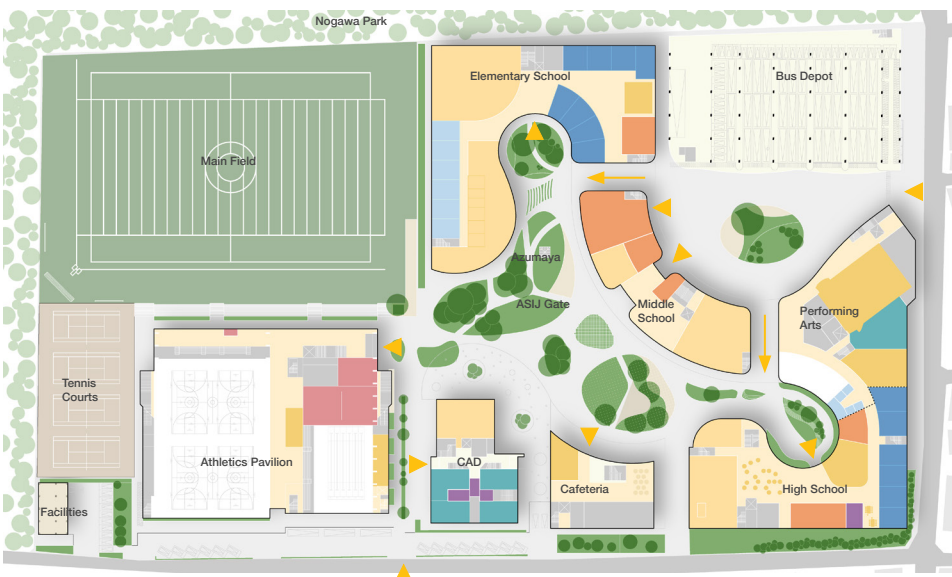 Nogawa Park
Elementary School
Bus Depot
Main Field
Azumaya
ASIJ Gate
Middle
School
Performing
Arts
Tennis
Courts
Athletics Pavilion
CAD
Cafeteria
High School
Facilities